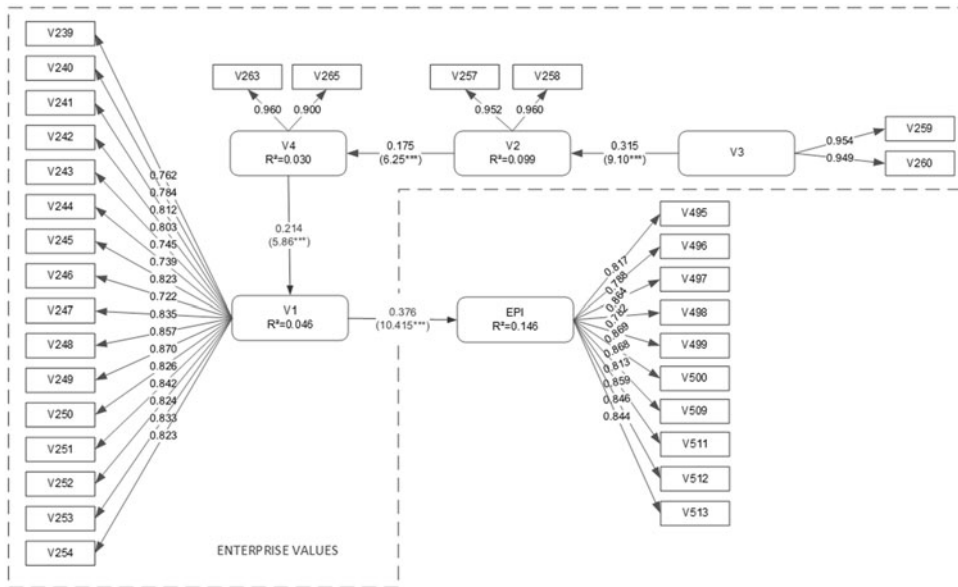 V239
V240
V241
V242
V243
V244
V245
V246
V247
V248
V249
V250
V251
V252
V253
V254
0.762
0.784
0.812
0.803
0.745
0.739
0.823
0.722
0.835
0.857
0.870
0.826
0.842
0.824
0.833
0.823
V263
V265
0.960
0.900
V4
R²=0.030
0.175
(6.25***)
V257
V258
0.952
0.960
V2
R²=0.099
0.315
(9.10***)
V3
0.954
0.949
V259
V260
0.214
(5.86***)
V1
R²=0.046
0.376
(10.415***)
EPI
R²=0.146
0.817
0.788
0.864
0.782
0.869
0.868
0.813
0.859
0.846
0.844
V495
V496
V497
V498
V499
V500
V509
V511
V512
V513
ENTERPRISE VALUES